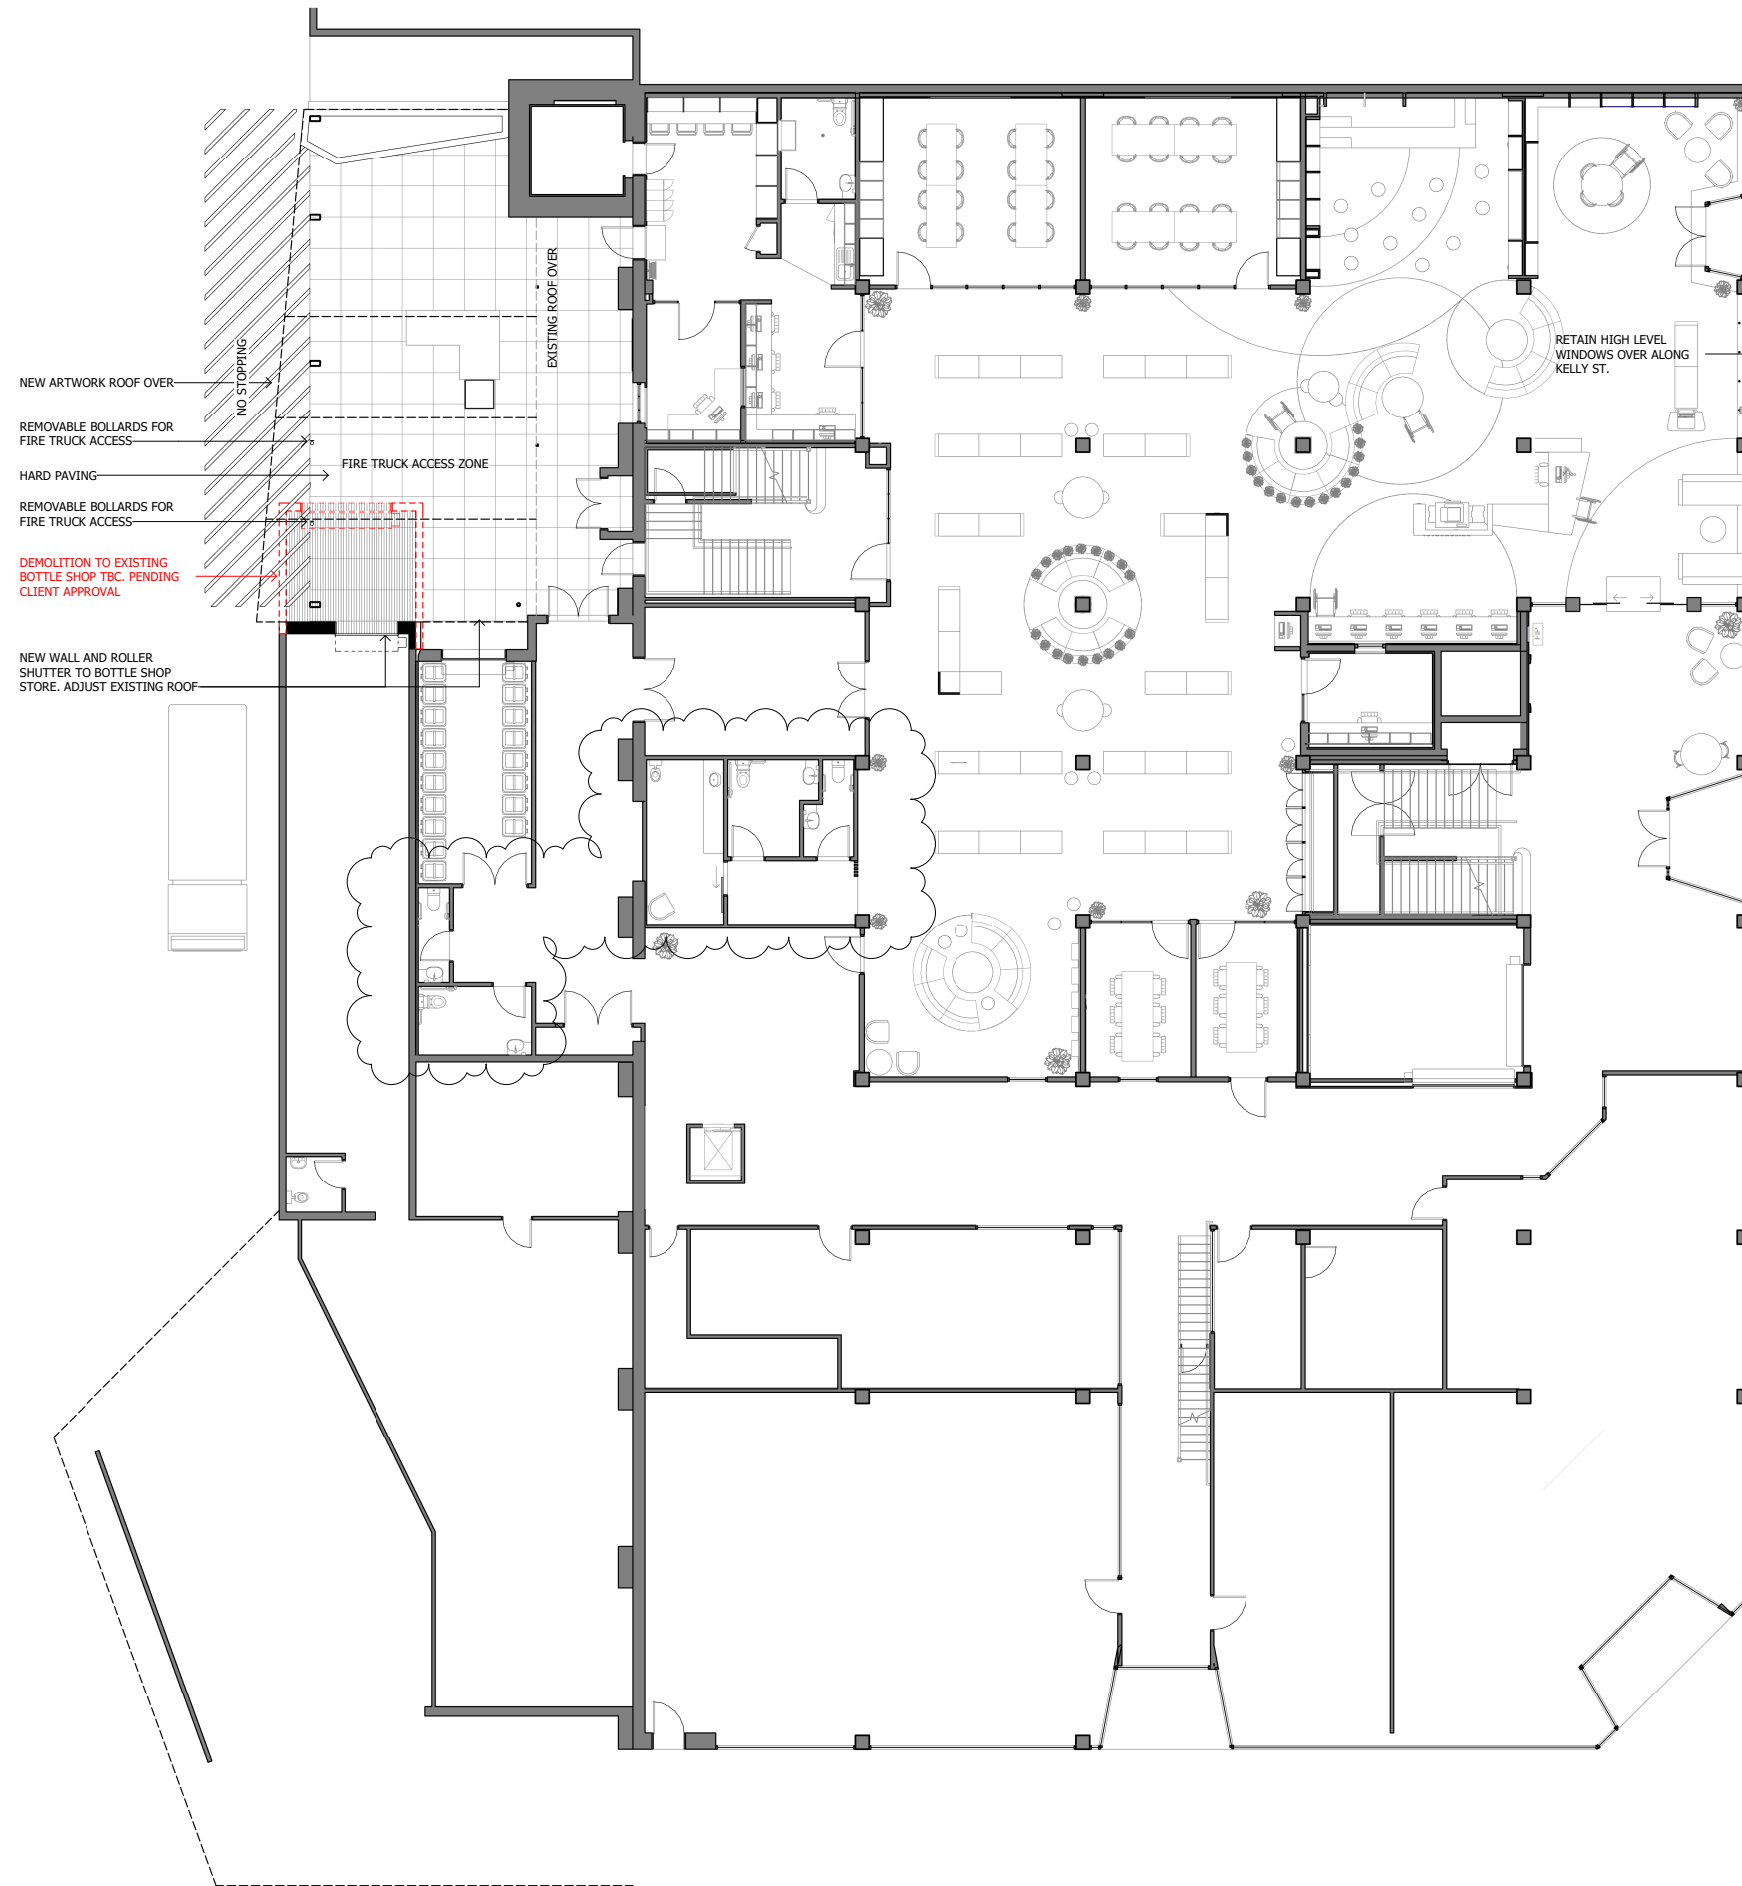 EXISTING ROOF OVER
NO STOPPING
RETAIN HIGH LEVEL
WINDOWS OVER ALONG
KELLY ST.
NEW ARTWORK ROOF OVER
REMOVABLE BOLLARDS FOR
FIRE TRUCK ACCESS
FIRE TRUCK ACCESS ZONE
HARD PAVING
REMOVABLE BOLLARDS FOR
FIRE TRUCK ACCESS
DEMOLITION TO EXISTING
BOTTLE SHOP TBC. PENDING
CLIENT APPROVAL
NEW WALL AND ROLLER
SHUTTER TO BOTTLE SHOP
STORE. ADJUST EXISTING ROOF